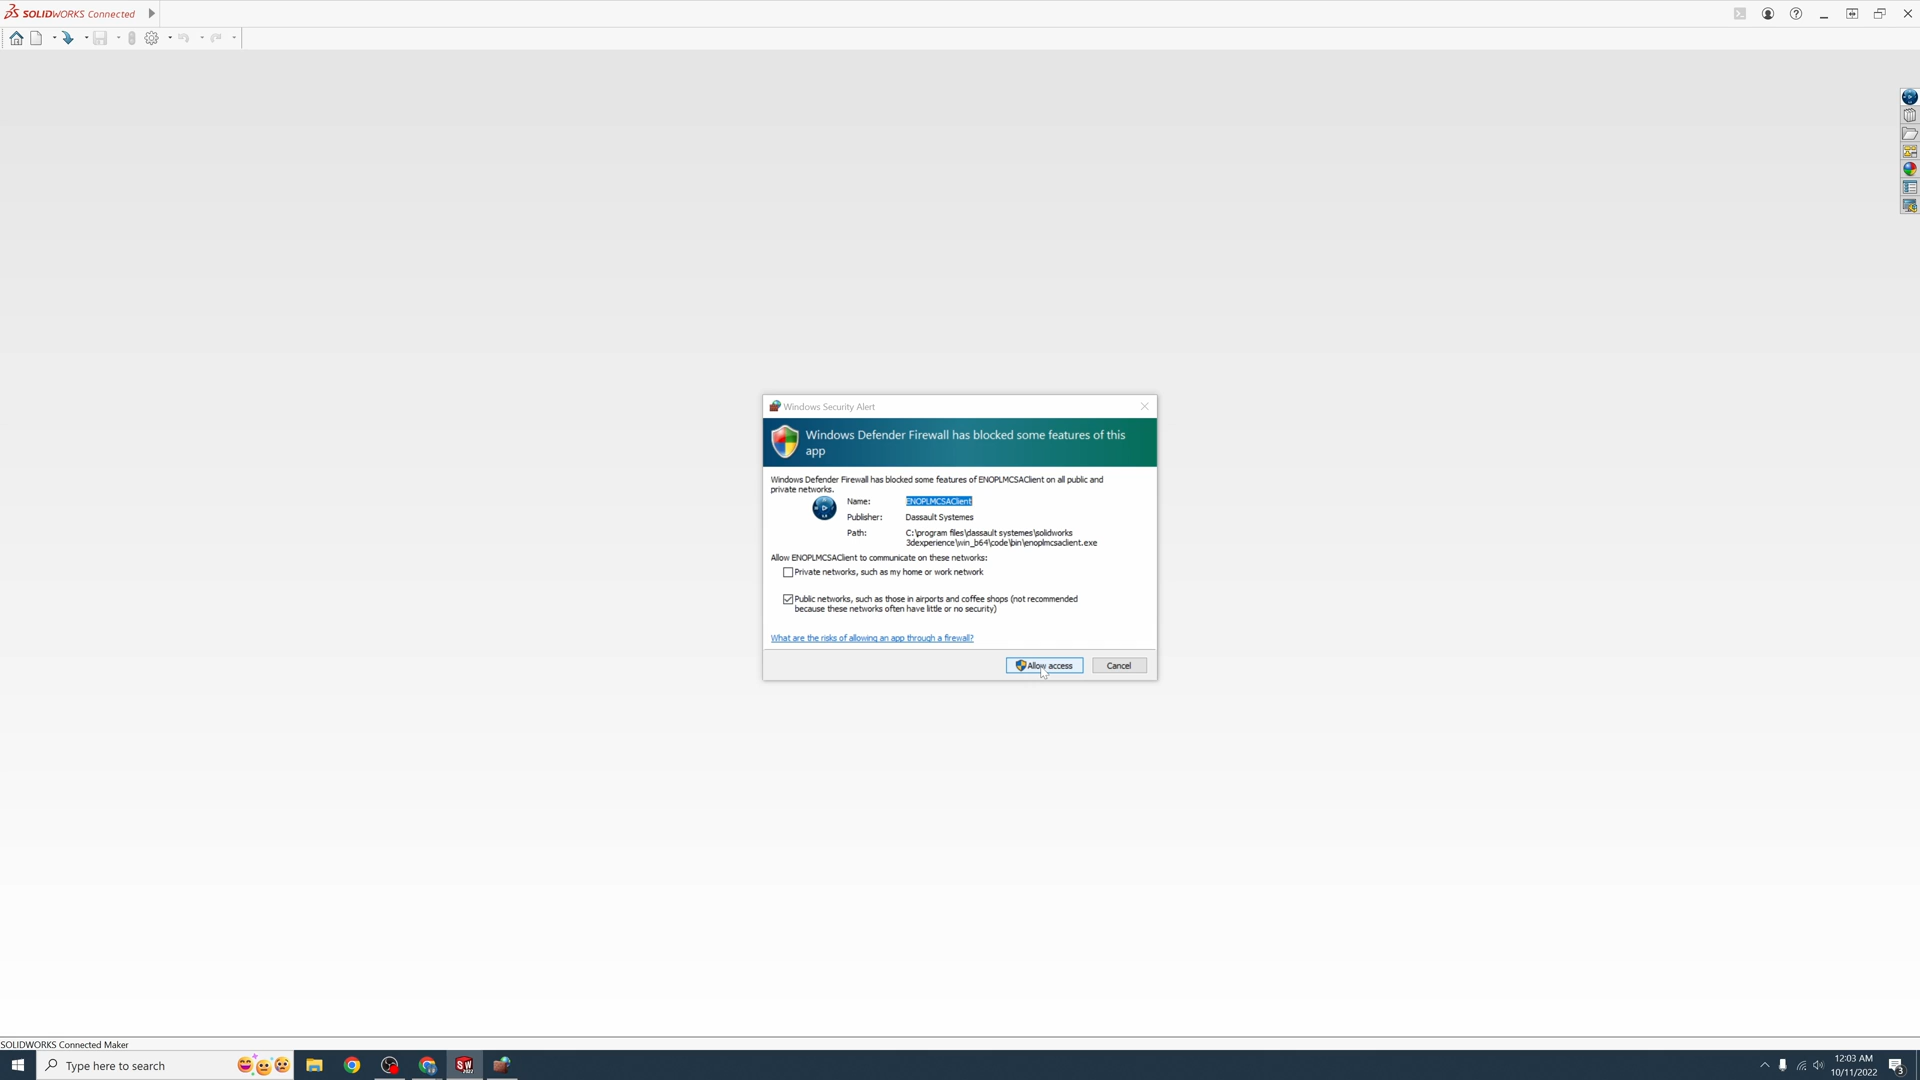 SOLIDWORKS Connected
Windows Security Alert
Windows Defender Firewall has blocked some features of this
app
Windows Defender Firewall has blocked some features of ENOPLMCSAClient on all public and
private networks.
Name: ENOPLMCSAClient
Publisher: Dassault Systemes
Path: C:\program files\dassault systemes\solidworks
3dexperience\win_b64\code\bin\enoplmcsaclient.exe
Allow ENOPLMCSAClient to communicate on these networks:
Private networks, such as my home or work network
Public networks, such as those in airports and coffee shops (not recommended
because these networks often have little or no security)
What are the risks of allowing an app through a firewall?
Allow access Cancel
SOLIDWORKS Connected Maker
Type here to search
SW
2022
12:03 AM
10/11/2022
3